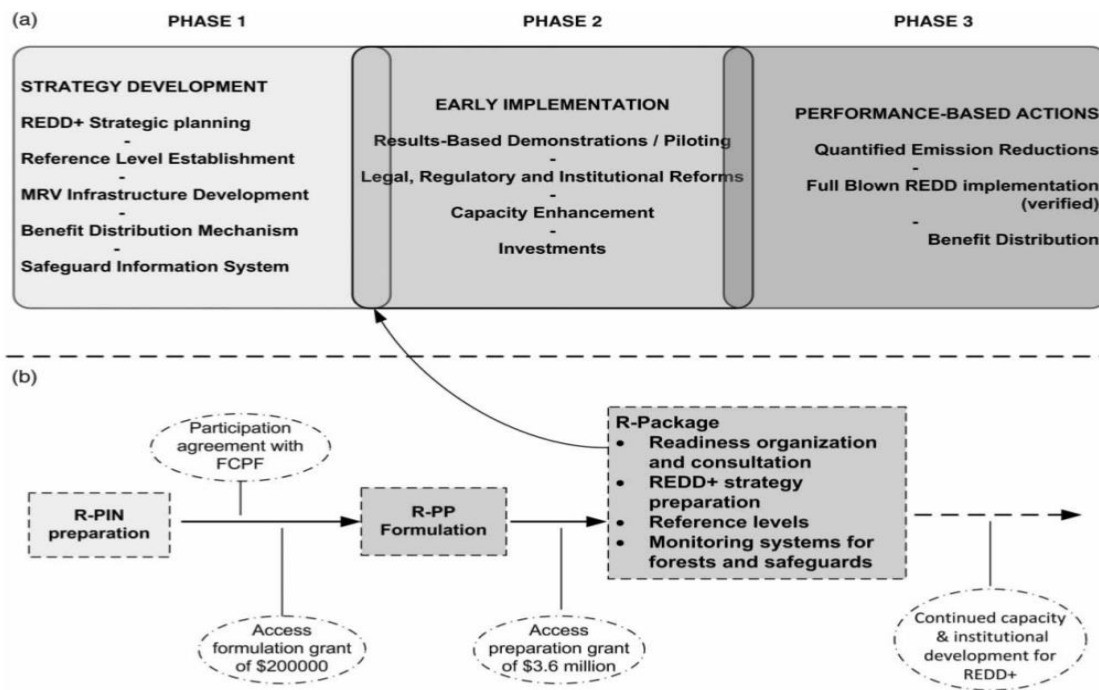 (a)
PHASE 1
PHASE 2
PHASE 3
STRATEGY DEVELOPMENT
REDD+ Strategic planning
-
Reference Level Establishment
-
MRV Infrastructure Development
-
Benefit Distribution Mechanism
-
Safeguard Information System
EARLY IMPLEMENTATION
Results-Based Demonstrations / Piloting
-
Legal, Regulatory and Institutional Reforms
-
Capacity Enhancement
-
Investments
PERFORMANCE-BASED ACTIONS
Quantified Emission Reductions
-
Full Blown REDD implementation
(verified)
-
Benefit Distribution
(b)
Participation
agreement with
FCPF
R-PIN
preparation
Access
formulation grant
of $200000
R-PP
Formulation
Access
preparation grant
of $3.6 million
R-Package
• Readiness organization
and consultation
• REDD+ strategy
preparation
• Reference levels
• Monitoring systems for
forests and safeguards
Continued capacity
& institutional
development for
REDD+